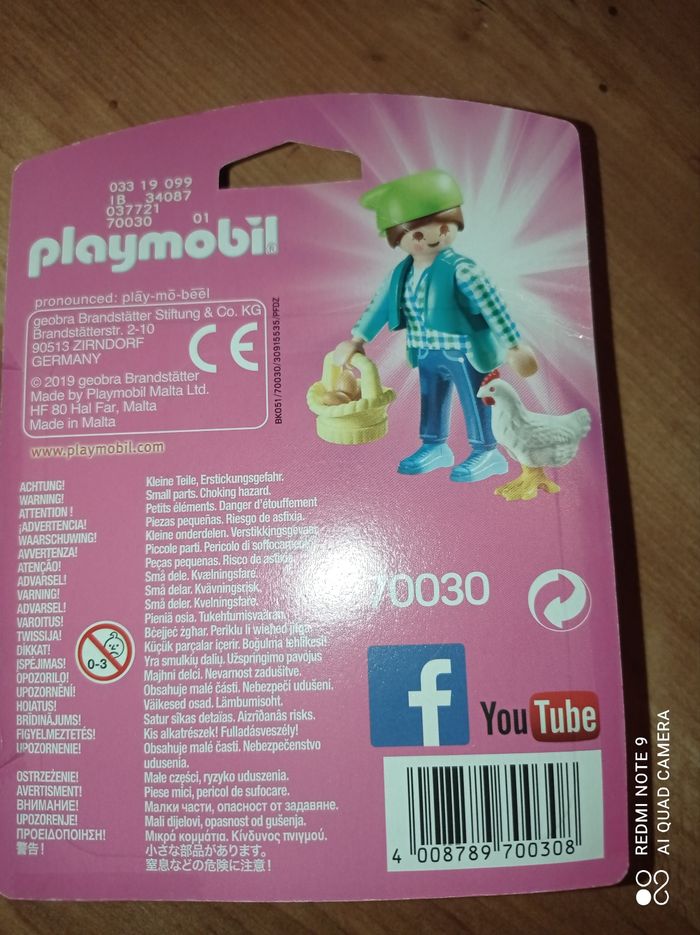 033 19 099
IB 34087
037721
70030 01
playmobil®
pronounced: plāy-mō-bēēl
geobra Brandstätter Stiftung & Co. KG
Brandstätterstr. 2-10
90513 ZIRNDORF
GERMANY
CE
© 2019 geobra Brandstätter
Made by Playmobil Malta Ltd.
HF 80 Hal Far, Malta
Made in Malta
BK051/70030/30915535/PFDZ
www.playmobil.com
ACHTUNG! Kleine Teile, Erstickungsgefahr.
WARNING! Small parts. Choking hazard.
ATTENTION ! Petits éléments. Danger d'étouffement
¡ADVERTENCIA! Piezas pequeñas. Riesgo de asfixia.
WAARSCHUWING! Kleine onderdelen. Verstikkingsgevaar
AVVERTENZA! Piccole parti. Pericolo di soffocamento
ATENÇÃO! Peças pequenas. Risco de asfixia
ADVARSEL! Små dele. Kvælningsfare.
VARNING! Små delar. Kvävningsrisk.
ADVARSEL! Små deler. Kvelningsfare.
VAROITUS! Pieniä osia. Tukehtumisvaaran
TWISSIJA! Bċejjeċ żgħar. Periklu li wieħed jifga
DIKKAT! Küçük parçalar içerir. Boğulma tehlikesi!
ĮSPĖJIMAS! Yra smulkių dalių. Užspringimo pavojus
OPOZORILO! Majhni delci. Nevarnost zadušitve.
UPOZORNĚNÍ! Obsahuje malé části. Nebezpečí udušení.
HOIATUS! Väikesed osad. Lämbumisoht.
BRĪDINĀJUMS! Satur sīkas detaļas. Aizrīdanās risks.
FIGYELMEZTETÉS! Kis alkatrészek! Fulladásveszély!
UPOZORNENIE! Obsahuje malé časti. Nebezpečenstvo
udusenia.
OSTRZEŻENIE! Małe części, ryzyko uduszenia.
AVERTISMENT! Piese mici, pericol de sufocare.
ВНИМАНИЕ! Малки части, опасност от задавяне.
UPOZORENJE! Mali dijelovi, opasnost od gušenja.
ΠΡΟΕΙΔΟΠΟΙΗΣΗ! Μικρά κομμάτια. Κίνδυνος πνιγμού.
警告! 小さな部品があります。
窒息などの危険に注意!
0-3
70030
f
YouTube
4 008789 700308
REDMI NOTE 9
AI QUAD CAMERA